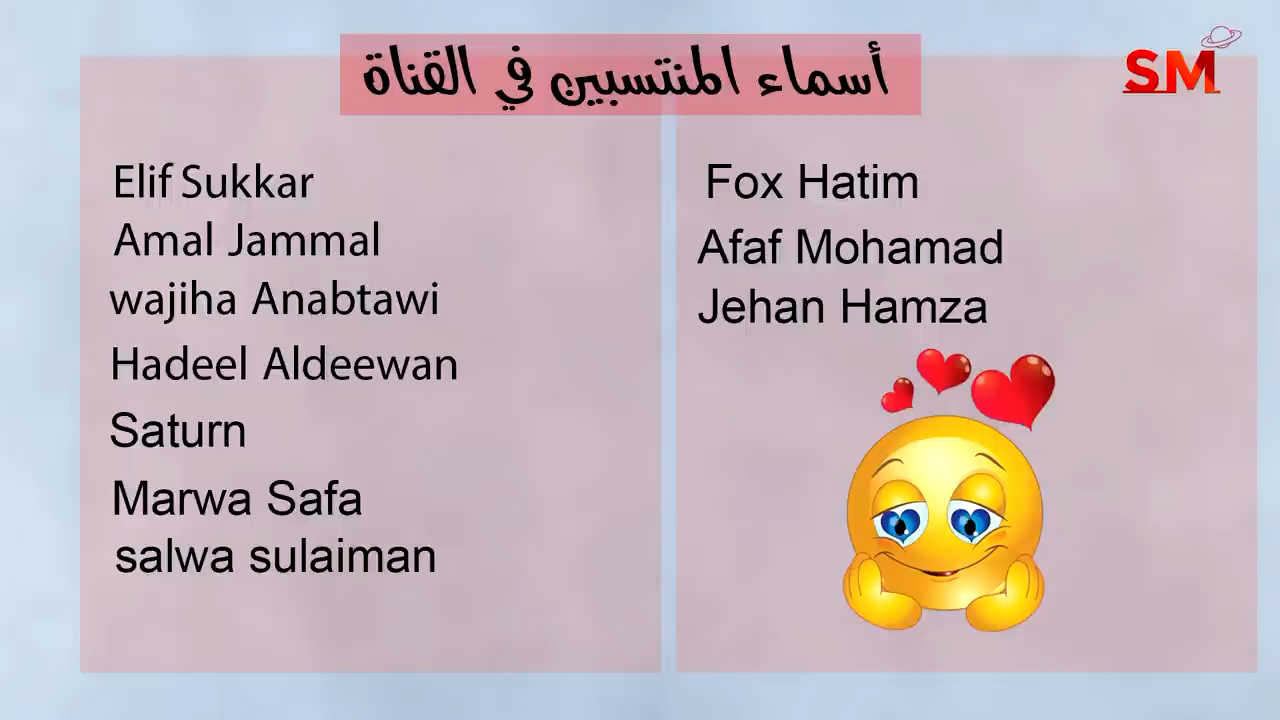 أسماء المنتسبين في القناة
SM
Elif Sukkar
Amal Jammal
wajiha Anabtawi
Hadeel Aldeewan
Saturn
Marwa Safa
salwa sulaiman
Fox Hatim
Afaf Mohamad
Jehan Hamza